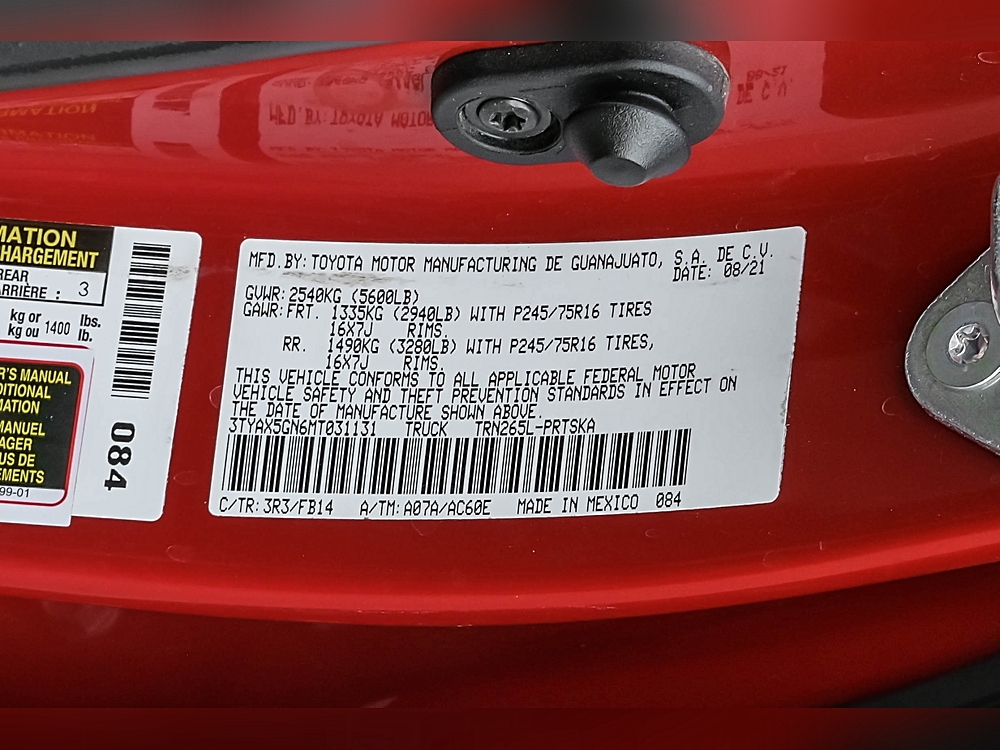 MATION
CHARGEMENT
REAR
ARRIÈRE : 3
kg or lbs.
kg ou 1400 lb.
R'S MANUAL
DITIONAL
MATION
MANUEL
AGER
US DE
EMENTS
99-01
084
MFD.BY:TOYOTA MOTOR MANUFACTURING DE GUANAJUATO, S.A. DE C.V.
DATE: 08/21
GVWR:2540KG (5600LB)
GAWR:FRT. 1335KG (2940LB) WITH P245/75R16 TIRES
16X7J RIMS.
RR. 1490KG (3280LB) WITH P245/75R16 TIRES,
16X7J RIMS.
THIS VEHICLE CONFORMS TO ALL APPLICABLE FEDERAL MOTOR
VEHICLE SAFETY AND THEFT PREVENTION STANDARDS IN EFFECT ON
THE DATE OF MANUFACTURE SHOWN ABOVE.
3TYAX5GN6MT031131 TRUCK TRN265L-PRTSKA
C/TR:3R3/FB14 A/TM:A07A/AC60E MADE IN MEXICO 084